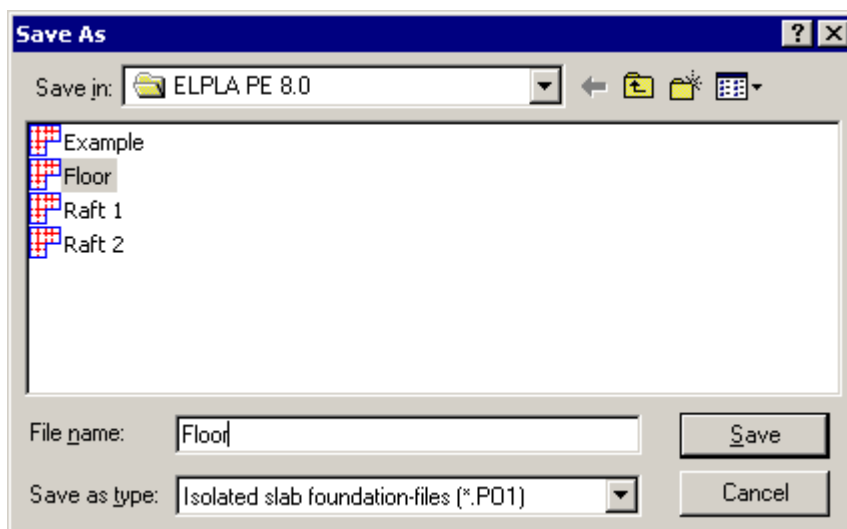 Save As
Save in: ELPLA PE 8.0
Example
Floor
Raft 1
Raft 2
File name: Floor Save
Save as type: Isolated slab foundation-files (*.PO1) Cancel